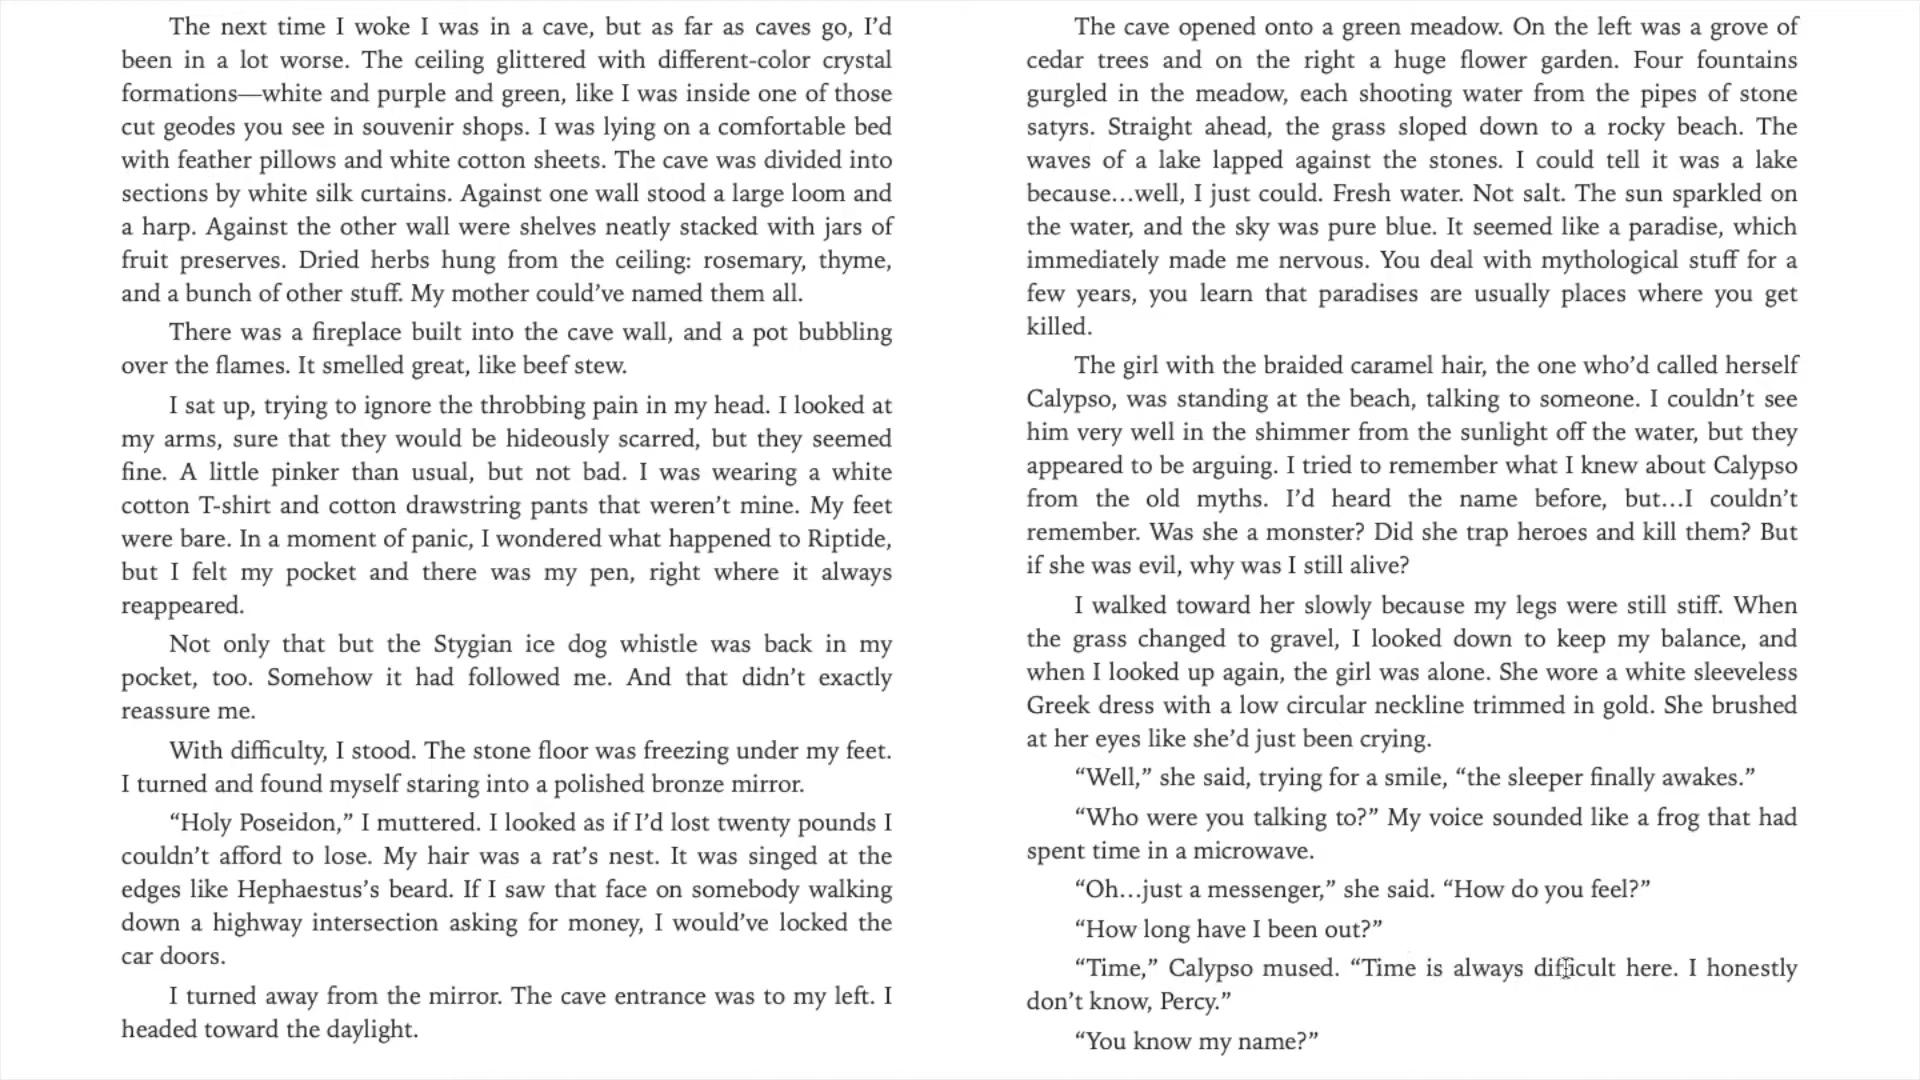 The next time I woke I was in a cave, but as far as caves go, I’d
been in a lot worse. The ceiling glittered with different-color crystal
formations—white and purple and green, like I was inside one of those
cut geodes you see in souvenir shops. I was lying on a comfortable bed
with feather pillows and white cotton sheets. The cave was divided into
sections by white silk curtains. Against one wall stood a large loom and
a harp. Against the other wall were shelves neatly stacked with jars of
fruit preserves. Dried herbs hung from the ceiling: rosemary, thyme,
and a bunch of other stuff. My mother could’ve named them all.
There was a fireplace built into the cave wall, and a pot bubbling
over the flames. It smelled great, like beef stew.
I sat up, trying to ignore the throbbing pain in my head. I looked at
my arms, sure that they would be hideously scarred, but they seemed
fine. A little pinker than usual, but not bad. I was wearing a white
cotton T-shirt and cotton drawstring pants that weren’t mine. My feet
were bare. In a moment of panic, I wondered what happened to Riptide,
but I felt my pocket and there was my pen, right where it always
reappeared.
Not only that but the Stygian ice dog whistle was back in my
pocket, too. Somehow it had followed me. And that didn’t exactly
reassure me.
With difficulty, I stood. The stone floor was freezing under my feet.
I turned and found myself staring into a polished bronze mirror.
“Holy Poseidon,” I muttered. I looked as if I’d lost twenty pounds I
couldn’t afford to lose. My hair was a rat’s nest. It was singed at the
edges like Hephaestus’s beard. If I saw that face on somebody walking
down a highway intersection asking for money, I would’ve locked the
car doors.
I turned away from the mirror. The cave entrance was to my left. I
headed toward the daylight.
The cave opened onto a green meadow. On the left was a grove of
cedar trees and on the right a huge flower garden. Four fountains
gurgled in the meadow, each shooting water from the pipes of stone
satyrs. Straight ahead, the grass sloped down to a rocky beach. The
waves of a lake lapped against the stones. I could tell it was a lake
because…well, I just could. Fresh water. Not salt. The sun sparkled on
the water, and the sky was pure blue. It seemed like a paradise, which
immediately made me nervous. You deal with mythological stuff for a
few years, you learn that paradises are usually places where you get
killed.
The girl with the braided caramel hair, the one who’d called herself
Calypso, was standing at the beach, talking to someone. I couldn’t see
him very well in the shimmer from the sunlight off the water, but they
appeared to be arguing. I tried to remember what I knew about Calypso
from the old myths. I’d heard the name before, but…I couldn’t
remember. Was she a monster? Did she trap heroes and kill them? But
if she was evil, why was I still alive?
I walked toward her slowly because my legs were still stiff. When
the grass changed to gravel, I looked down to keep my balance, and
when I looked up again, the girl was alone. She wore a white sleeveless
Greek dress with a low circular neckline trimmed in gold. She brushed
at her eyes like she’d just been crying.
“Well,” she said, trying for a smile, “the sleeper finally awakes.”
“Who were you talking to?” My voice sounded like a frog that had
spent time in a microwave.
“Oh…just a messenger,” she said. “How do you feel?”
“How long have I been out?”
“Time,” Calypso mused. “Time is always difficult here. I honestly
don’t know, Percy.”
“You know my name?”